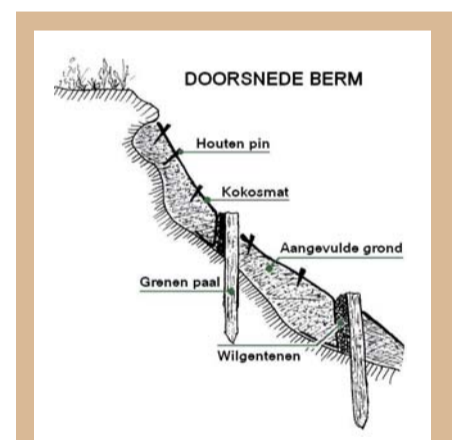 DOORSNEDE BERM
Houten pin
Kokosmat
Aangevulde grond
Grenen paal
Wilgentenen